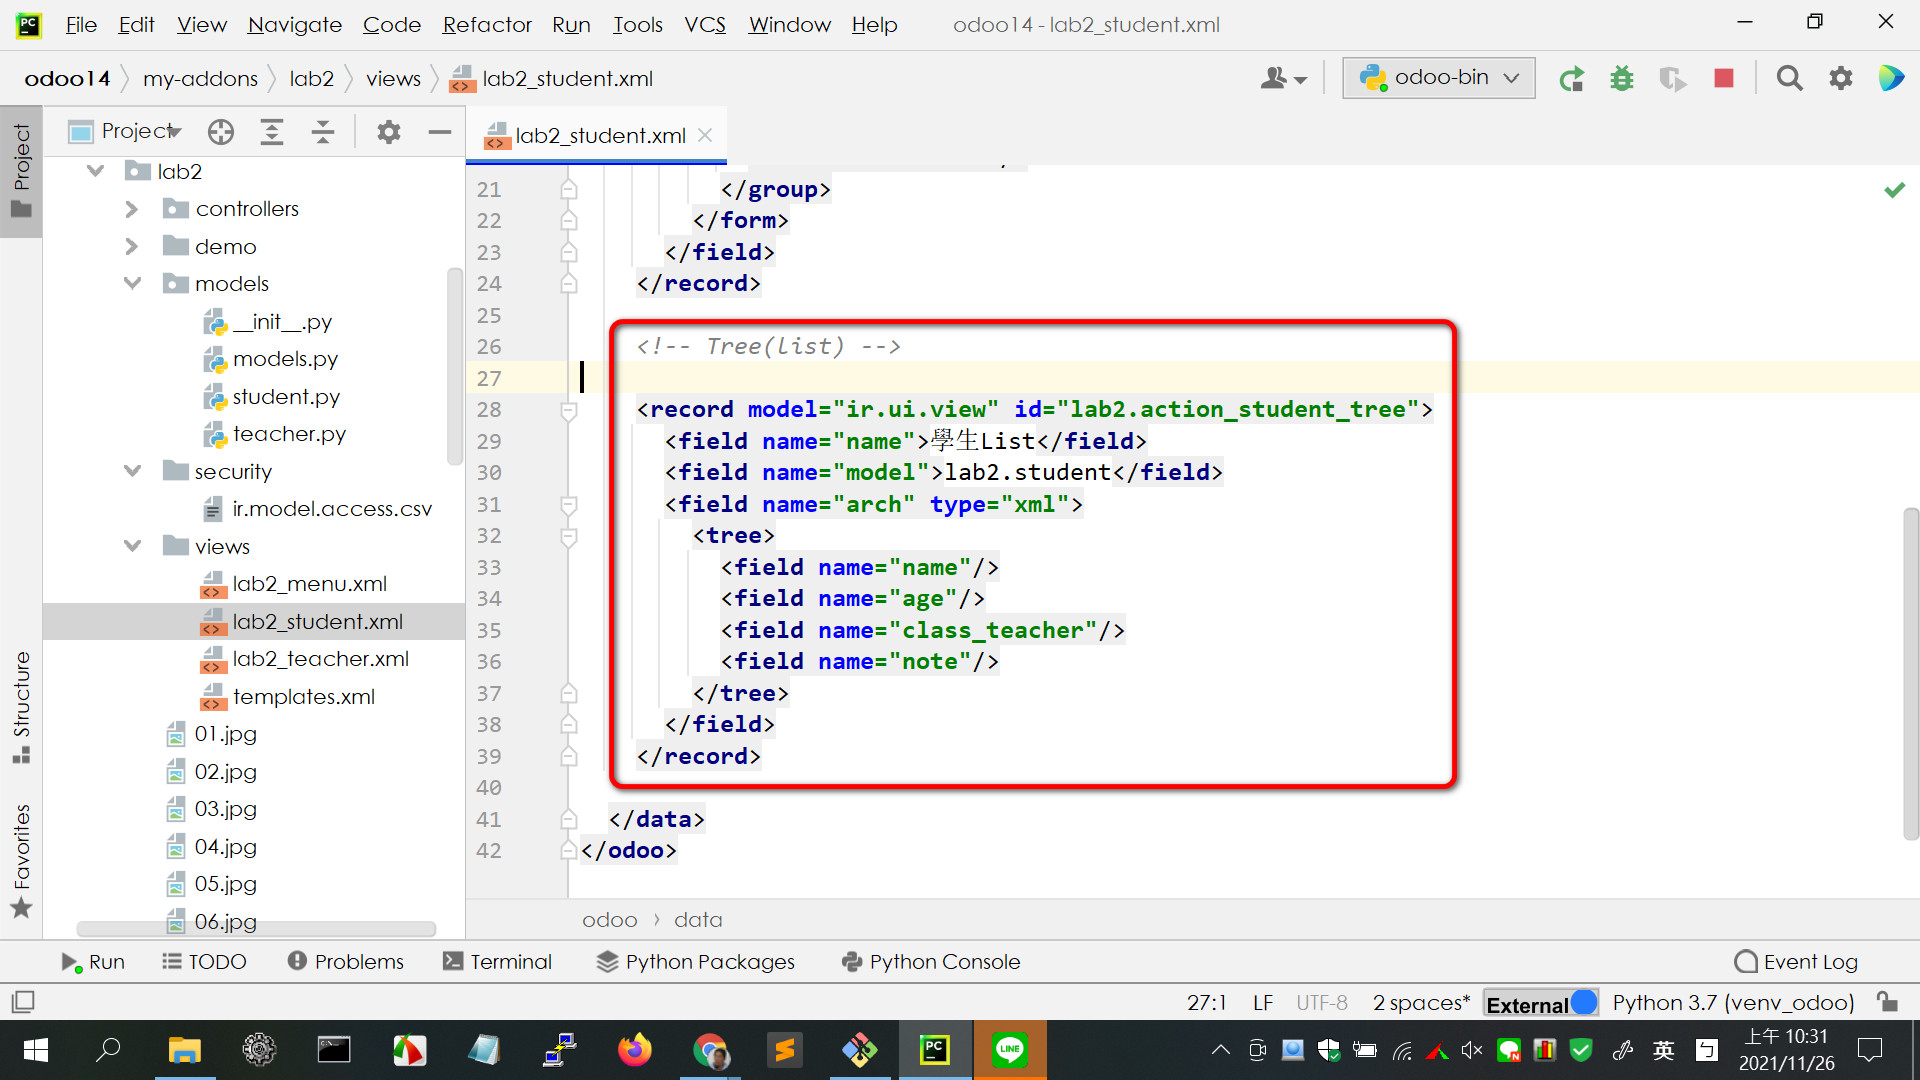 File Edit View Navigate Code Refactor Run Tools VCS Window Help odoo14 - lab2_student.xml
odoo14 my-addons lab2 views lab2_student.xml odoo-bin
Project
lab2_student.xml
Project
lab2
controllers
demo
models
__init__.py
models.py
student.py
teacher.py
security
ir.model.access.csv
views
lab2_menu.xml
lab2_student.xml
lab2_teacher.xml
templates.xml
01.jpg
02.jpg
03.jpg
04.jpg
05.jpg
06.jpg
Structure
Favorites
21 </group>
22 </form>
23 </field>
24 </record>
25
26 <!-- Tree(list) -->
27
28 <record model="ir.ui.view" id="lab2.action_student_tree">
29 <field name="name">學生List</field>
30 <field name="model">lab2.student</field>
31 <field name="arch" type="xml">
32 <tree>
33 <field name="name"/>
34 <field name="age"/>
35 <field name="class_teacher"/>
36 <field name="note"/>
37 </tree>
38 </field>
39 </record>
40
41 </data>
42 </odoo>
odoo › data
Run TODO Problems Terminal Python Packages Python Console Event Log
27:1 LF UTF-8 2 spaces* External Python 3.7 (venv_odoo)
PC LINE 英 上午 10:31
2021/11/26